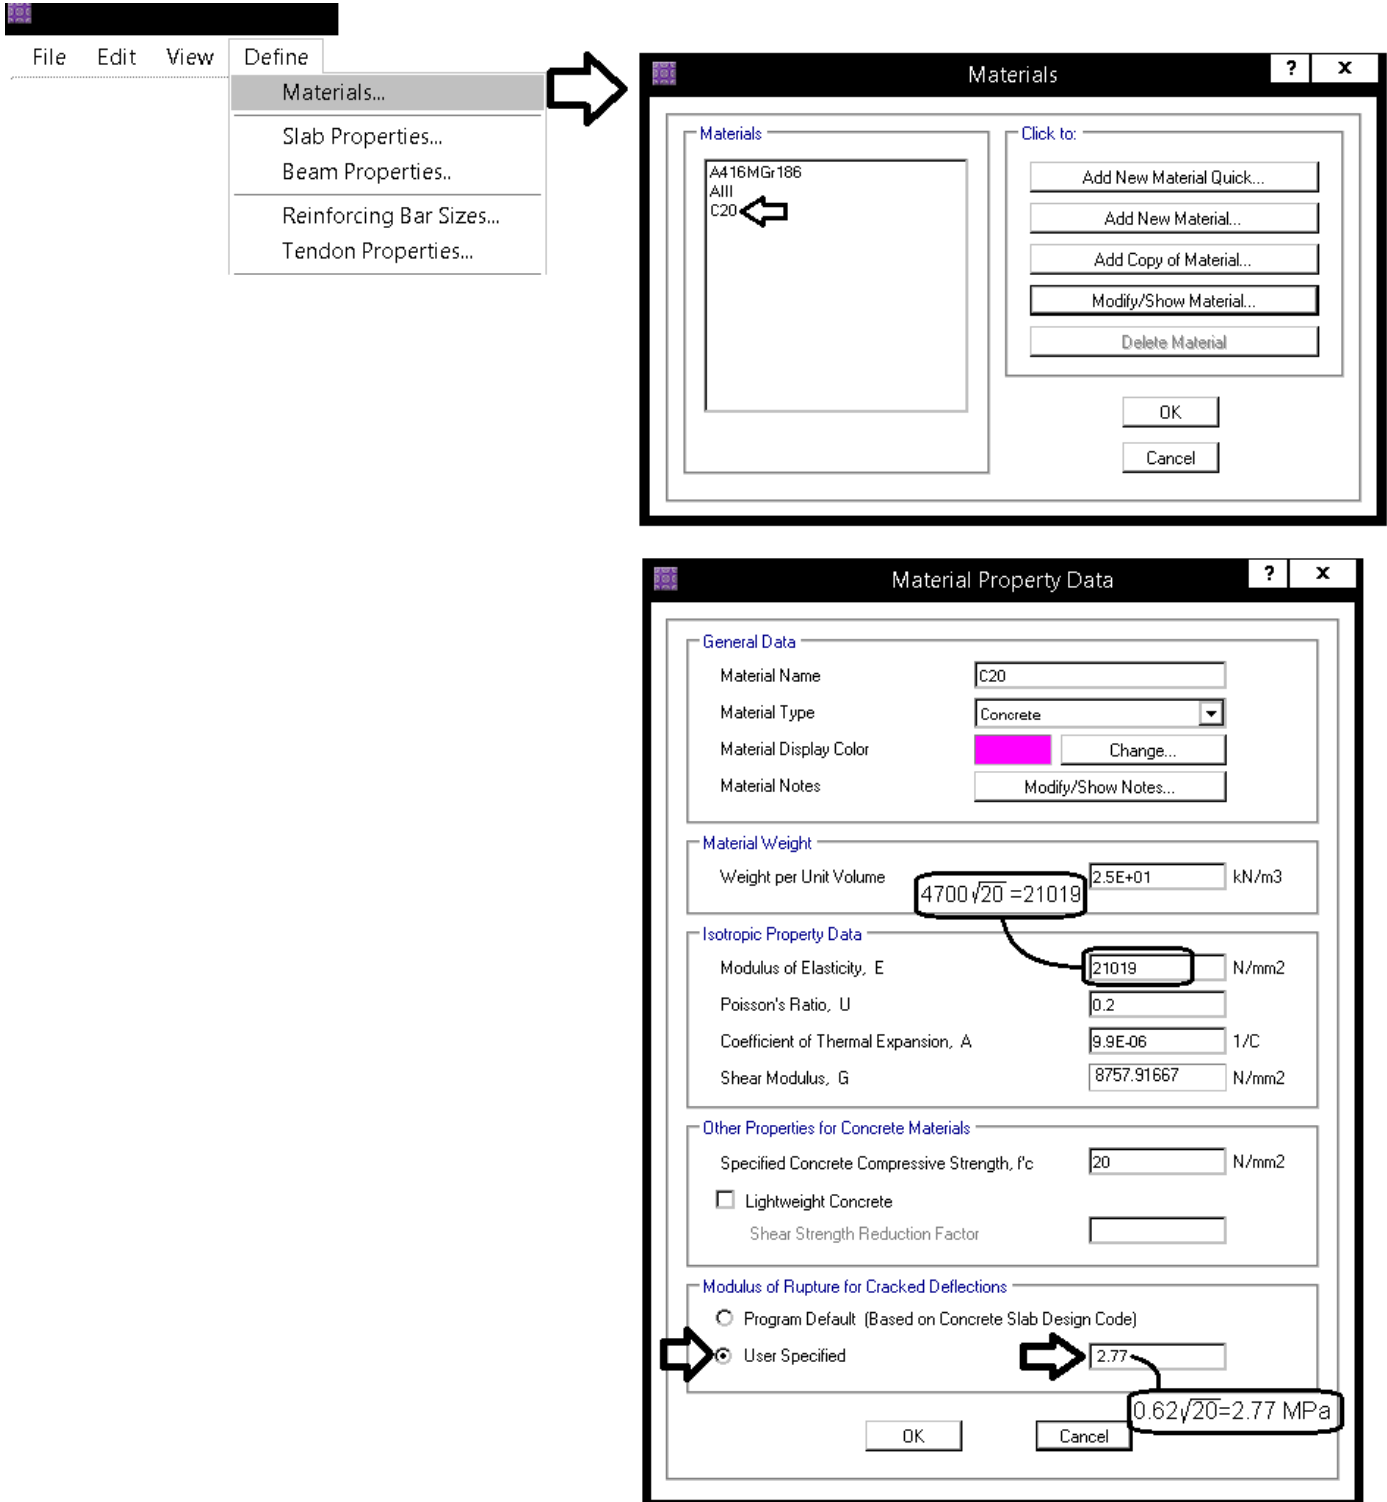 File Edit View Define
Materials...
Slab Properties...
Beam Properties..
Reinforcing Bar Sizes...
Tendon Properties...
Materials ? x
Materials
A416MGr186
AIII
C20
Click to:
Add New Material Quick...
Add New Material...
Add Copy of Material...
Modify/Show Material...
Delete Material
OK
Cancel
Material Property Data ? x
General Data
Material Name C20
Material Type Concrete
Material Display Color Change...
Material Notes Modify/Show Notes...
Material Weight
Weight per Unit Volume 2.5E+01 kN/m3
4700√20 =21019
Isotropic Property Data
Modulus of Elasticity, E 21019 N/mm2
Poisson's Ratio, U 0.2
Coefficient of Thermal Expansion, A 9.9E-06 1/C
Shear Modulus, G 8757.91667 N/mm2
Other Properties for Concrete Materials
Specified Concrete Compressive Strength, f'c 20 N/mm2
Lightweight Concrete
Shear Strength Reduction Factor
Modulus of Rupture for Cracked Deflections
Program Default (Based on Concrete Slab Design Code)
User Specified 2.77
0.62√20=2.77 MPa
OK Cancel